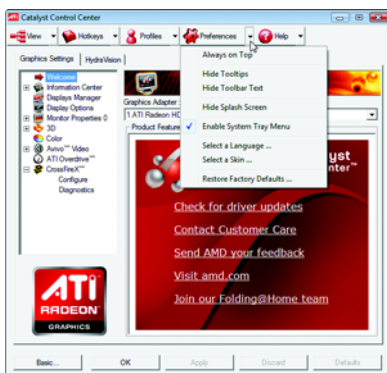 Catalyst Control Center
View Hotkeys Profiles Preferences Help
Graphics Settings HydraVision
Always on Top
Hide Tooltips
Hide Toolbar Text
Hide Splash Screen
Enable System Tray Menu
Select a Language ...
Select a Skin ...
Restore Factory Defaults ...
Welcome
Information Center
Displays Manager
Display Options
Monitor Properties 0
3D
Color
Avivo™ Video
ATI Overdrive™
CrossFireX™
Configure
Diagnostics
Graphics Adapter
1.ATI Radeon HD
Product Feature
Check for driver updates
Contact Customer Care
Send AMD your feedback
Visit amd.com
Join our Folding@Home team
ATI
RADEON
GRAPHICS
Basic... OK Apply Discard Defaults